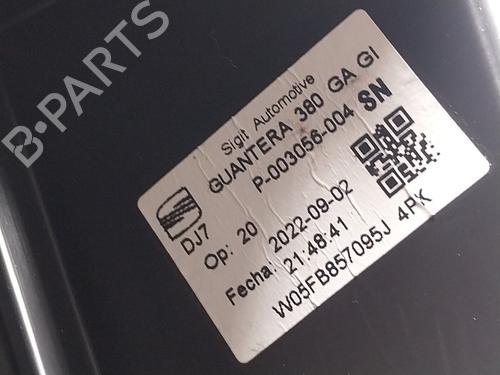 B-PARTS
Sigit Automotive
GUANTERA 380 GA GI
P-003056-004 SN
DJ7
Op: 20 2022-09-02
Fecha: 21:48:41
W05FB857095J 4PK